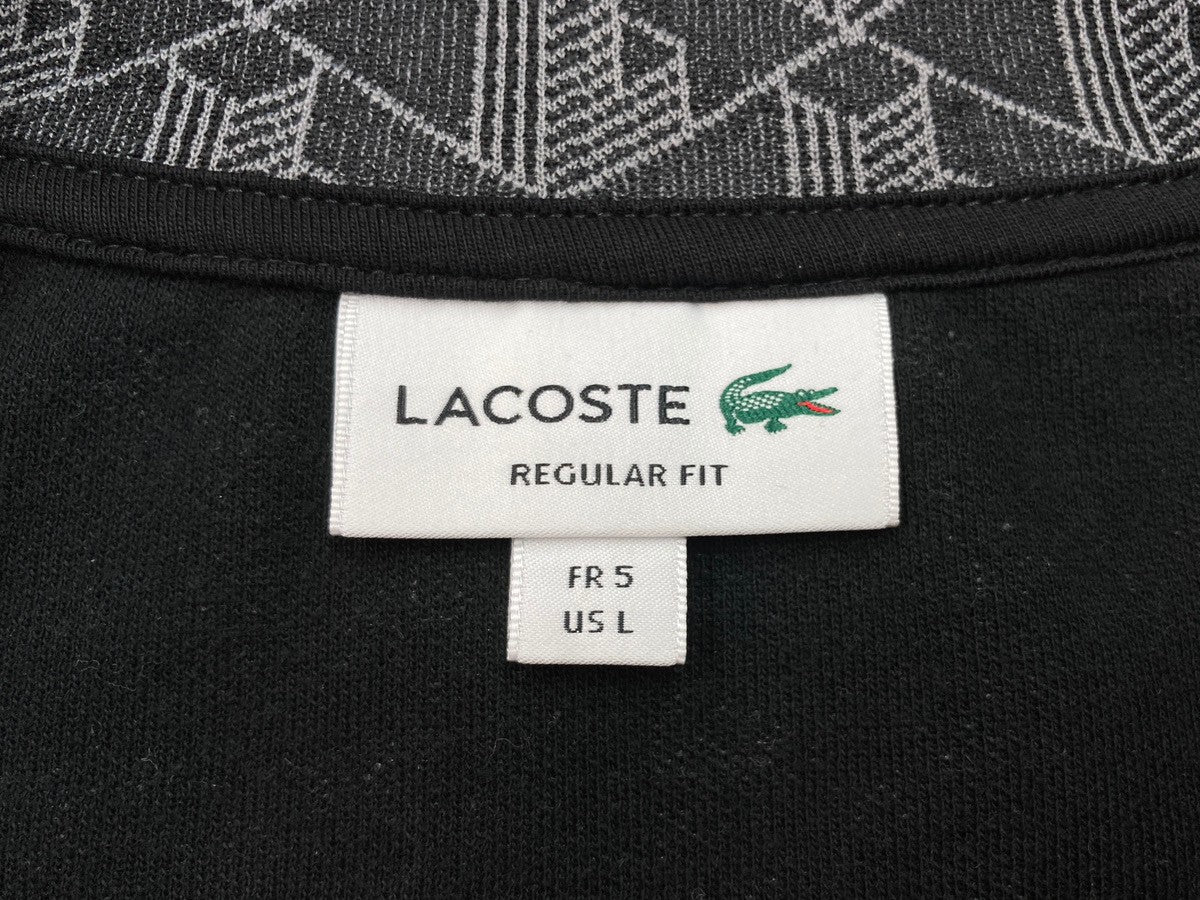 LACOSTE
REGULAR FIT
FR 5
US L